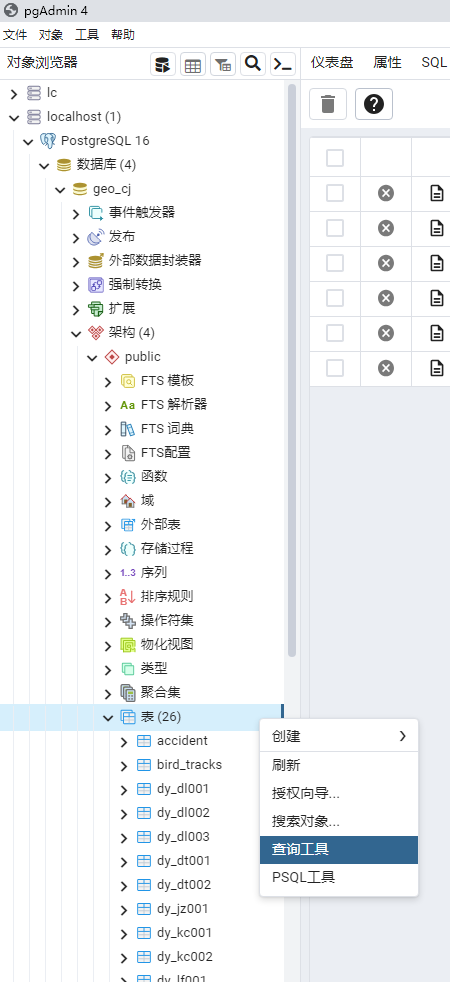 pgAdmin 4
文件 对象 工具 帮助
对象浏览器
仪表盘 属性 SQL
lc
localhost (1)
PostgreSQL 16
数据库 (4)
geo_cj
事件触发器
发布
外部数据封装器
强制转换
扩展
架构 (4)
public
FTS 模板
Aa FTS 解析器
FTS 词典
FTS配置
函数
域
外部表
存储过程
1..3 序列
排序规则
操作符集
物化视图
类型
聚合集
表 (26)
accident
bird_tracks
dy_dl001
dy_dl002
dy_dl003
dy_dt001
dy_dt002
dy_jz001
dy_kc001
dy_kc002
dy_lf001
创建
刷新
授权向导...
搜索对象...
查询工具
PSQL工具